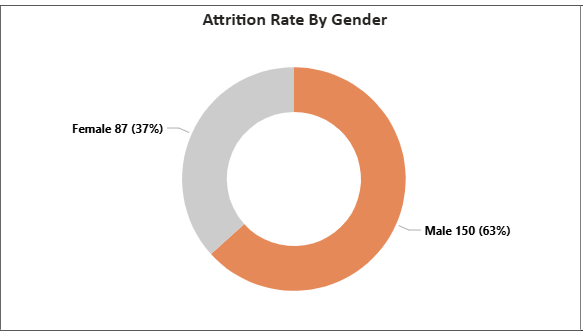 Attrition Rate By Gender
Female 87 (37%)
Male 150 (63%)